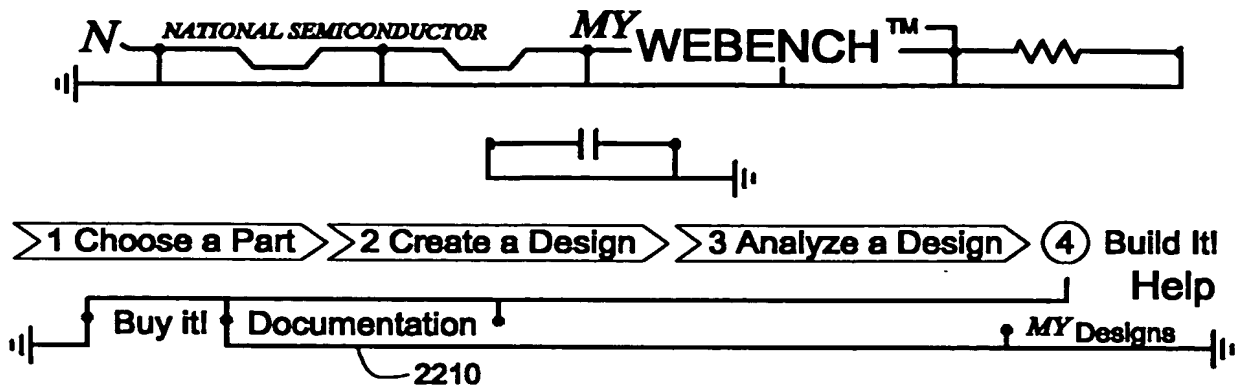 N NATIONAL SEMICONDUCTOR MY WEBENCH™
1 Choose a Part 2 Create a Design 3 Analyze a Design 4 Build It!
Help
Buy it! Documentation
MY Designs
2210